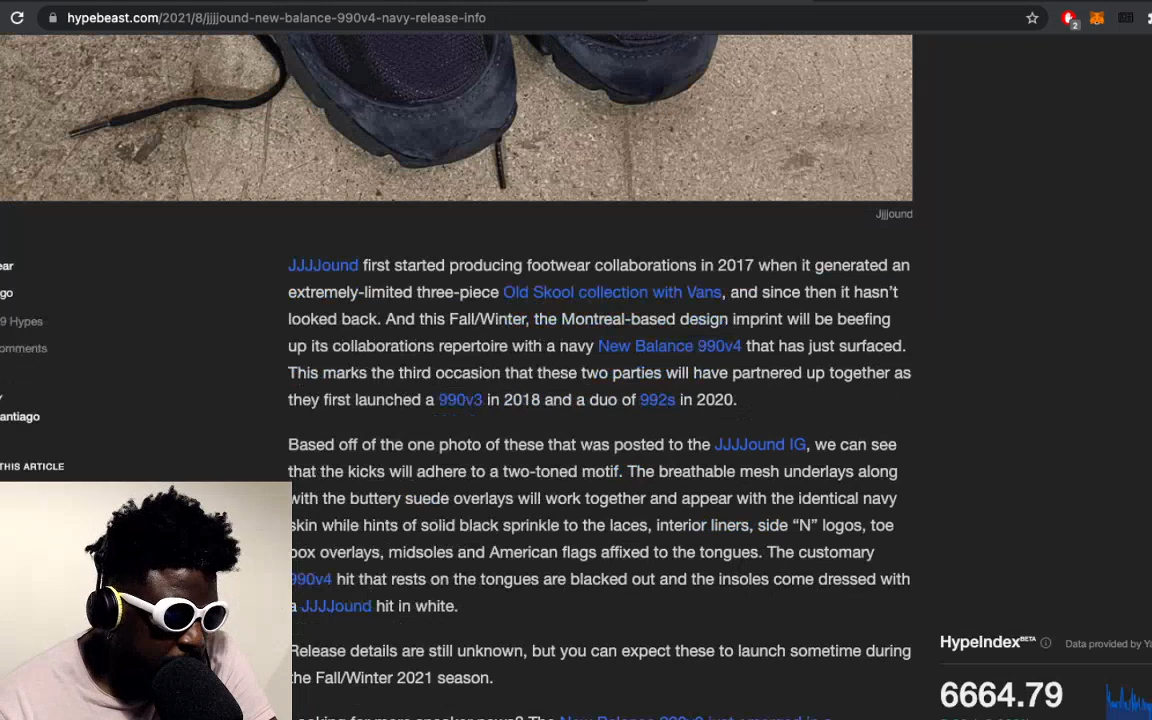 hypebeast.com/2021/8/jjjjound-new-balance-990v4-navy-release-info
2
Jjjjound
JJJJound first started producing footwear collaborations in 2017 when it generated an
extremely-limited three-piece Old Skool collection with Vans, and since then it hasn't
looked back. And this Fall/Winter, the Montreal-based design imprint will be beefing
9 Hypes
up its collaborations repertoire with a navy New Balance 990v4 that has just surfaced.
This marks the third occasion that these two parties will have partnered up together as
they first launched a 990v3 in 2018 and a duo of 992s in 2020.
Based off of the one photo of these that was posted to the JJJJound IG, we can see
THIS ARTICLE
that the kicks will adhere to a two-toned motif. The breathable mesh underlays along
with the buttery suede overlays will work together and appear with the identical navy
skin while hints of solid black sprinkle to the laces, interior liners, side “N” logos, toe
box overlays, midsoles and American flags affixed to the tongues. The customary
990v4 hit that rests on the tongues are blacked out and the insoles come dressed with
a JJJJound hit in white.
Release details are still unknown, but you can expect these to launch sometime during
the Fall/Winter 2021 season.
HypeIndex BETA
Data provided by
6664.79